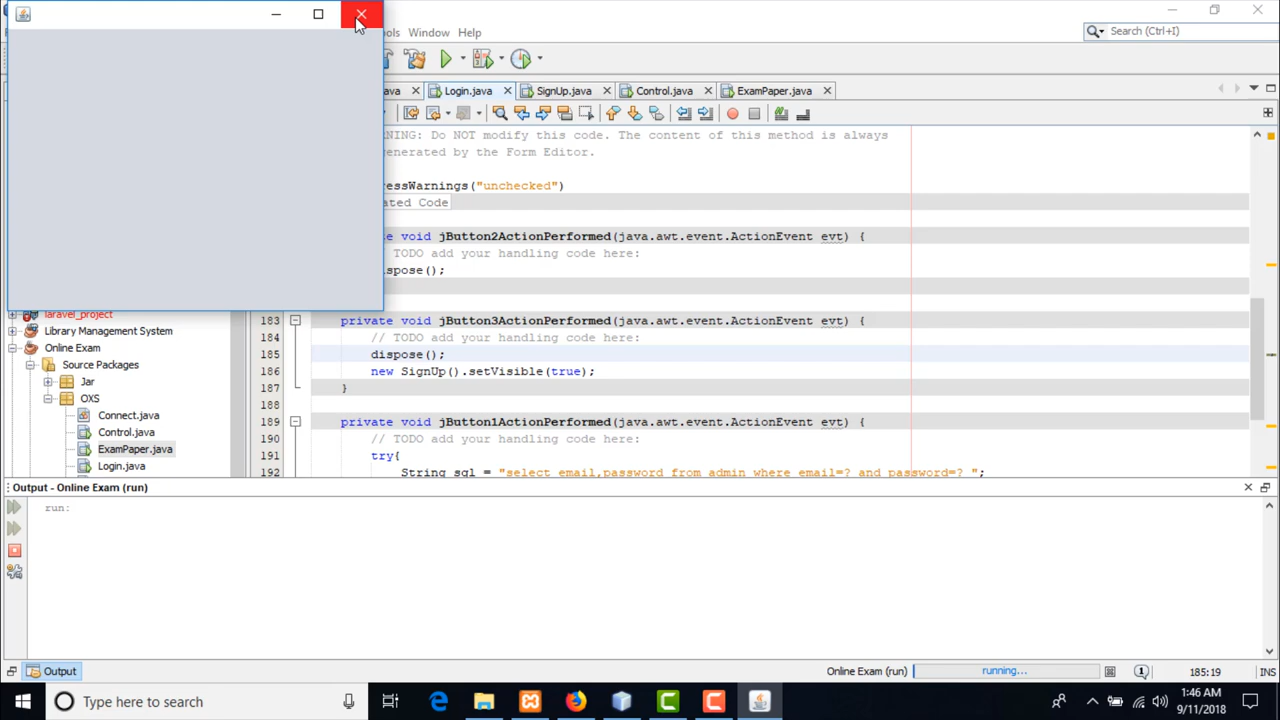 ols Window Help
Search (Ctrl+I)
ava Login.java SignUp.java Control.java ExamPaper.java
NING: Do NOT modify this code. The content of this method is always
enerated by the Form Editor.
ressWarnings("unchecked")
ated Code
e void jButton2ActionPerformed(java.awt.event.ActionEvent evt) {
TODO add your handling code here:
spose();
183 private void jButton3ActionPerformed(java.awt.event.ActionEvent evt) {
184 // TODO add your handling code here:
185 dispose();
186 new SignUp().setVisible(true);
187 }
188
189 private void jButton1ActionPerformed(java.awt.event.ActionEvent evt) {
190 // TODO add your handling code here:
191 try{
192 String sql = "select email,password from admin where email=? and password=? ";
laravel_project
Library Management System
Online Exam
Source Packages
Jar
OXS
Connect.java
Control.java
ExamPaper.java
Login.java
Output - Online Exam (run)
run:
Output
Online Exam (run) running... 1 185:19 INS
Type here to search
1:46 AM
9/11/2018